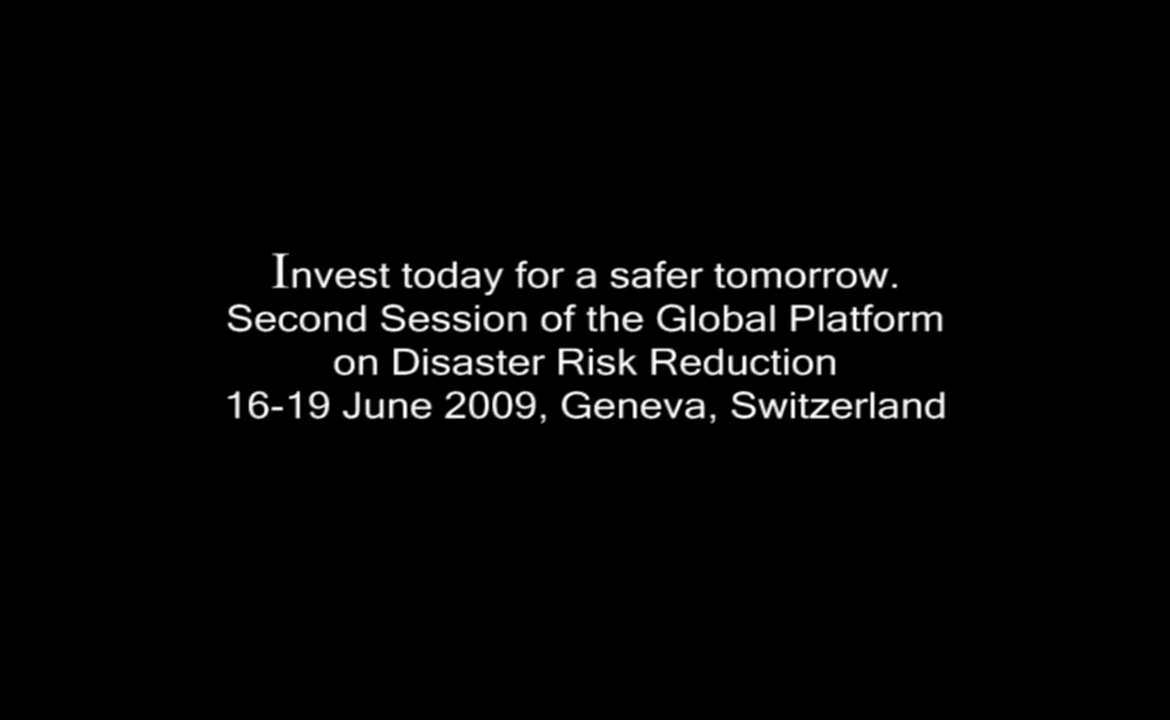 Invest today for a safer tomorrow.
Second Session of the Global Platform
on Disaster Risk Reduction
16-19 June 2009, Geneva, Switzerland